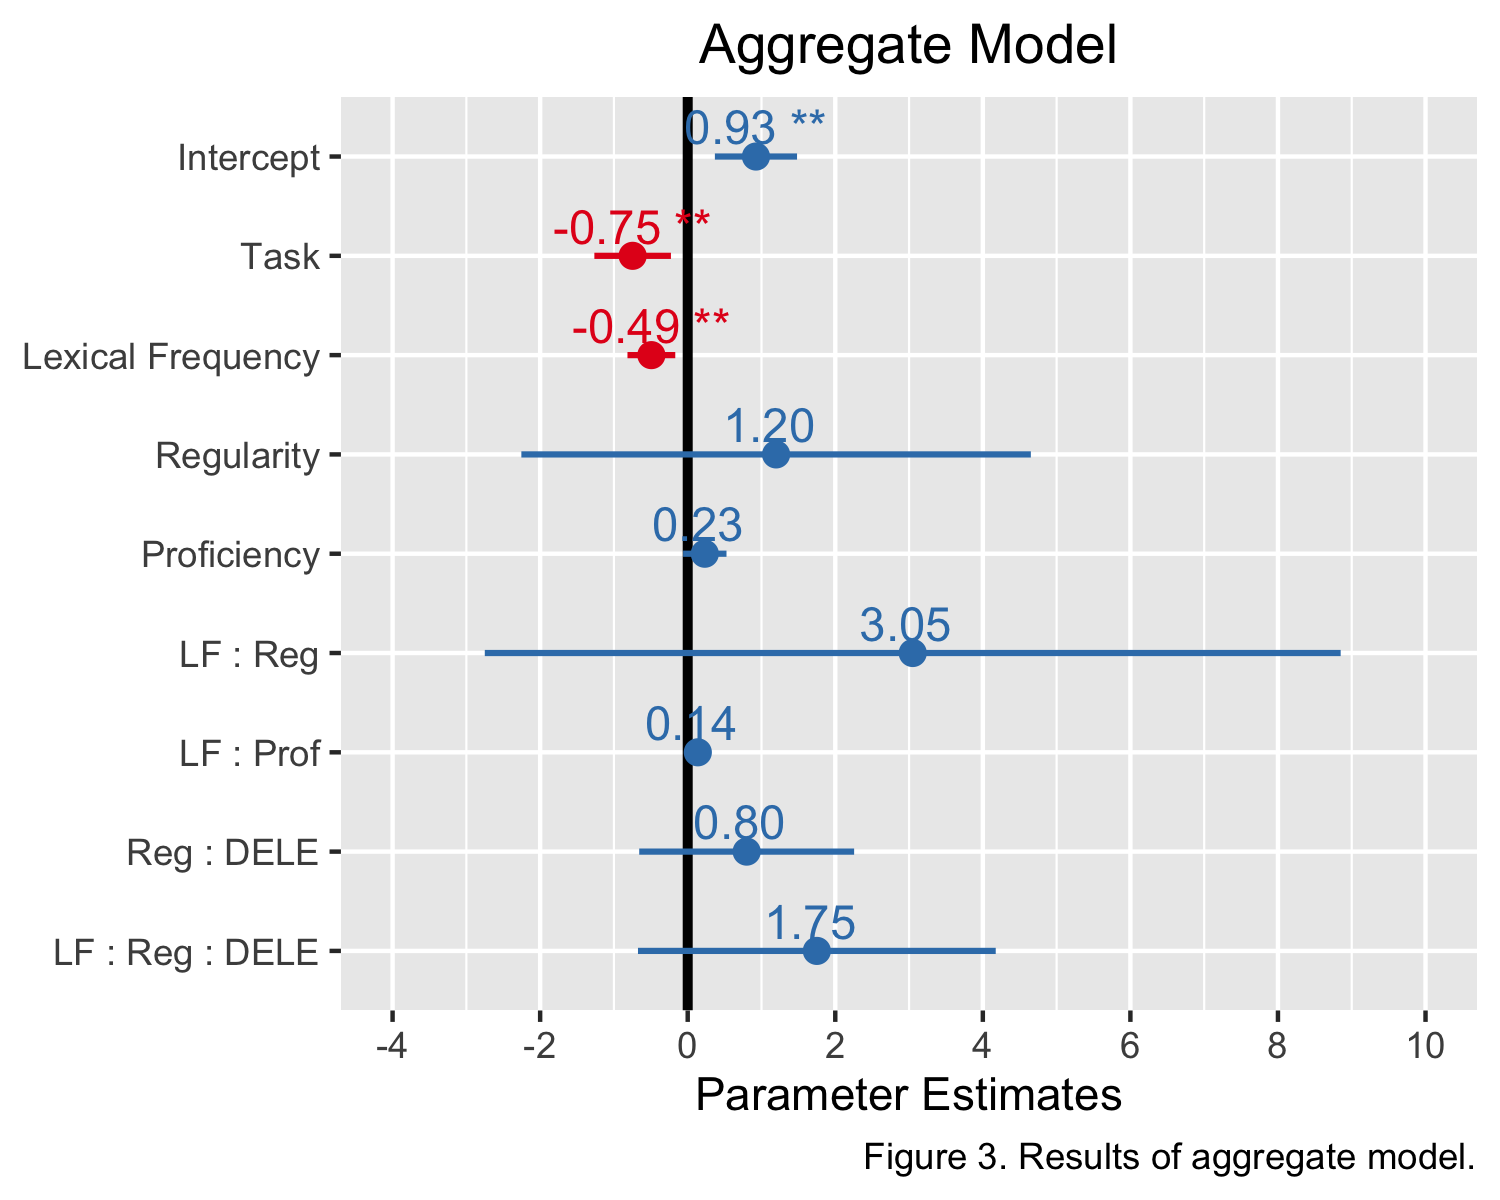 Aggregate Model
Intercept
0.93 **
Task
-0.75 **
Lexical Frequency
-0.49 **
Regularity
1.20
Proficiency
0.23
LF : Reg
3.05
LF : Prof
0.14
Reg : DELE
0.80
LF : Reg : DELE
1.75
-4 -2 0 2 4 6 8 10
Parameter Estimates
Figure 3. Results of aggregate model.